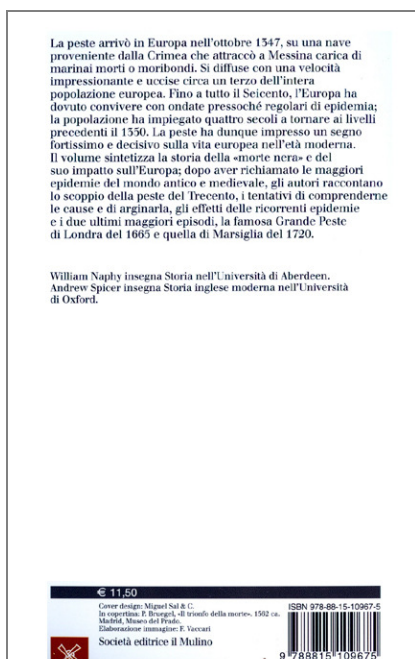 La peste arrivò in Europa nell'ottobre 1347, su una nave
proveniente dalla Crimea che attraccò a Messina carica di
marinai morti o moribondi. Si diffuse con una velocità
impressionante e uccise circa un terzo dell'intera
popolazione europea. Fino a tutto il Seicento, l'Europa ha
dovuto convivere con ondate pressoché regolari di epidemia;
la popolazione ha impiegato quattro secoli a tornare ai livelli
precedenti il 1350. La peste ha dunque impresso un segno
fortissimo e decisivo sulla vita europea nell'età moderna.
Il volume sintetizza la storia della «morte nera» e del
suo impatto sull'Europa; dopo aver richiamato le maggiori
epidemie del mondo antico e medievale, gli autori raccontano
lo scoppio della peste del Trecento, i tentativi di comprenderne
le cause e di arginarla, gli effetti delle ricorrenti epidemie
e i due ultimi maggiori episodi, la famosa Grande Peste
di Londra del 1665 e quella di Marsiglia del 1720.
William Naphy insegna Storia nell'Università di Aberdeen.
Andrew Spicer insegna Storia inglese moderna nell'Università
di Oxford.
€ 11,50
Cover design: Miguel Sal & C.
In copertina: P. Bruegel, «Il trionfo della morte», 1562 ca.
Madrid, Museo del Prado.
Elaborazione immagine: F. Vaccari
Società editrice il Mulino
ISBN 978-88-15-10967-5
9 788815 109675